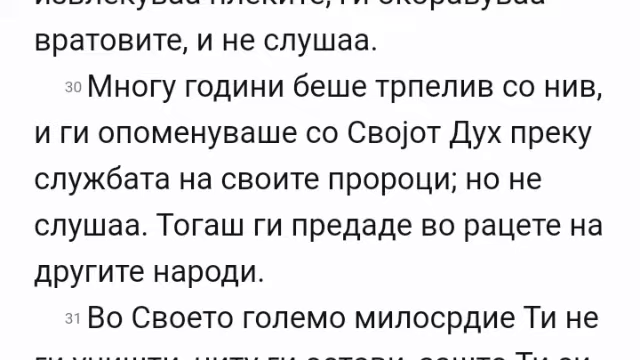 вратовите, и не слушаа.
30 Многу години беше трпелив со нив,
и ги опоменуваше со Својот Дух преку
службата на своите пророци; но не
слушаа. Тогаш ги предаде во рацете на
другите народи.
31 Во Своето големо милосрдие Ти не